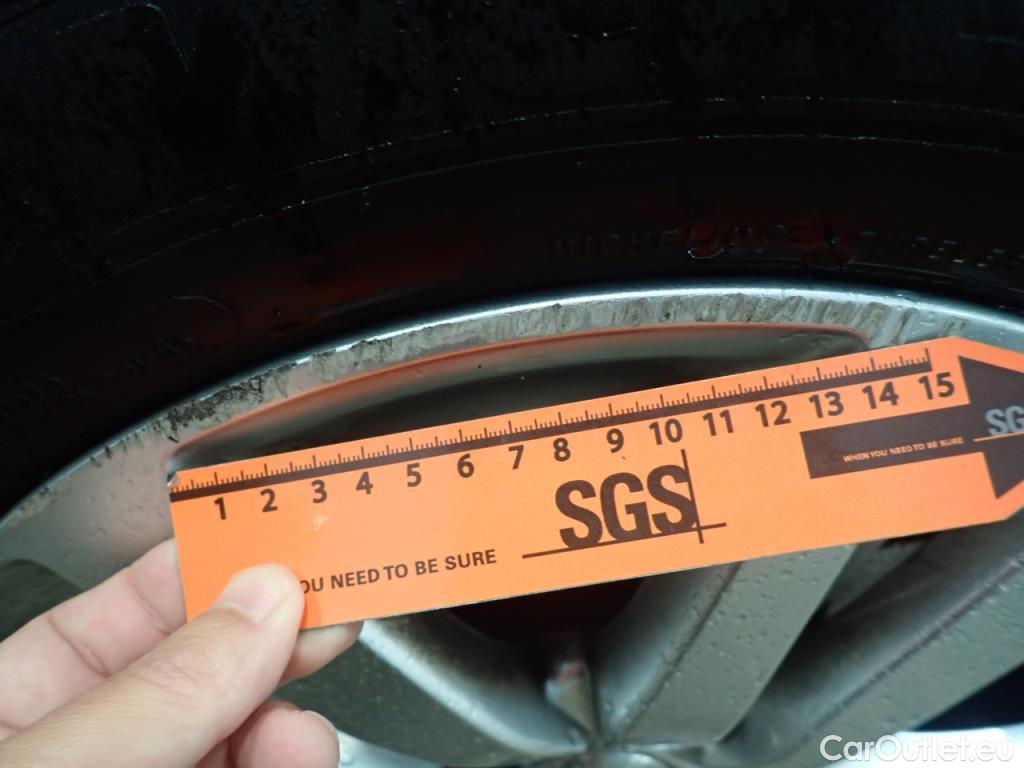 MICHELIN
1 2 3 4 5 6 7 8 9 10 11 12 13 14 15
SGS
OU NEED TO BE SURE
WHEN YOU NEED TO BE SURE
SG
CarOutlet.eu